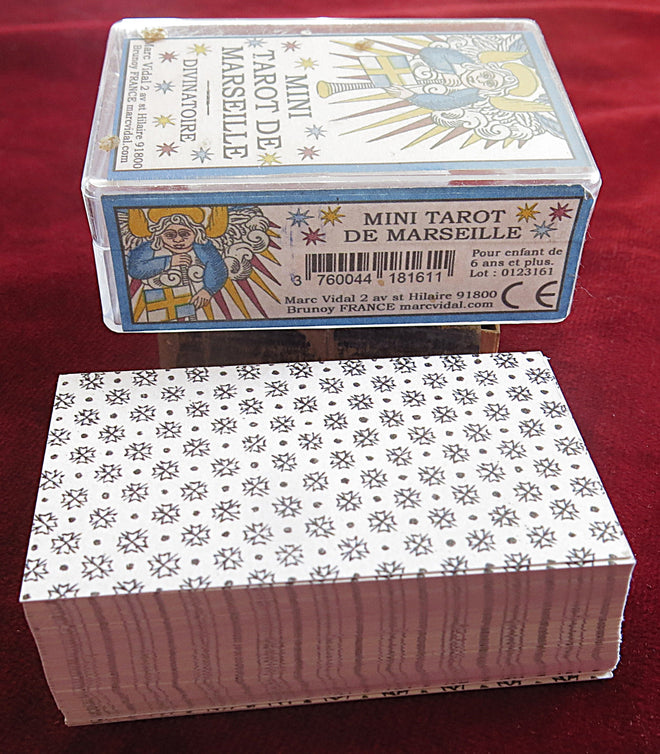 MINI
TAROT DE
MARSEILLE
DIVINATOIRE
Marc Vidal 2 av st Hilaire 91800
Brunoy FRANCE marcvidal.com
MINI TAROT
DE MARSEILLE
3 760044 181611
Pour enfant de
6 ans et plus.
Lot : 0123161
Marc Vidal 2 av st Hilaire 91800
Brunoy FRANCE marcvidal.com
CE